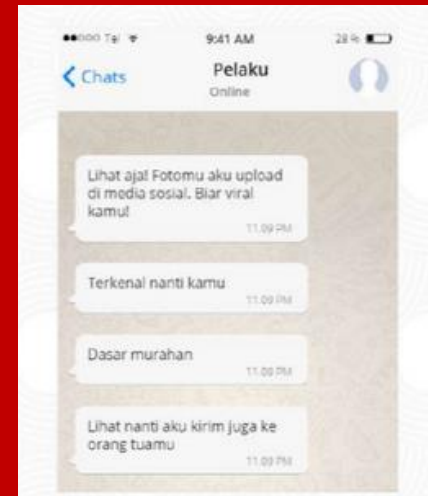 9:41 AM
28 %
Chats
Pelaku
Online
Lihat aja! Fotomu aku upload
di media sosial. Biar viral
kamu!
11.09 PM
Terkenal nanti kamu
11.09 PM
Dasar murahan
11.09 PM
Lihat nanti aku kirim juga ke
orang tuamu
11.09 PM